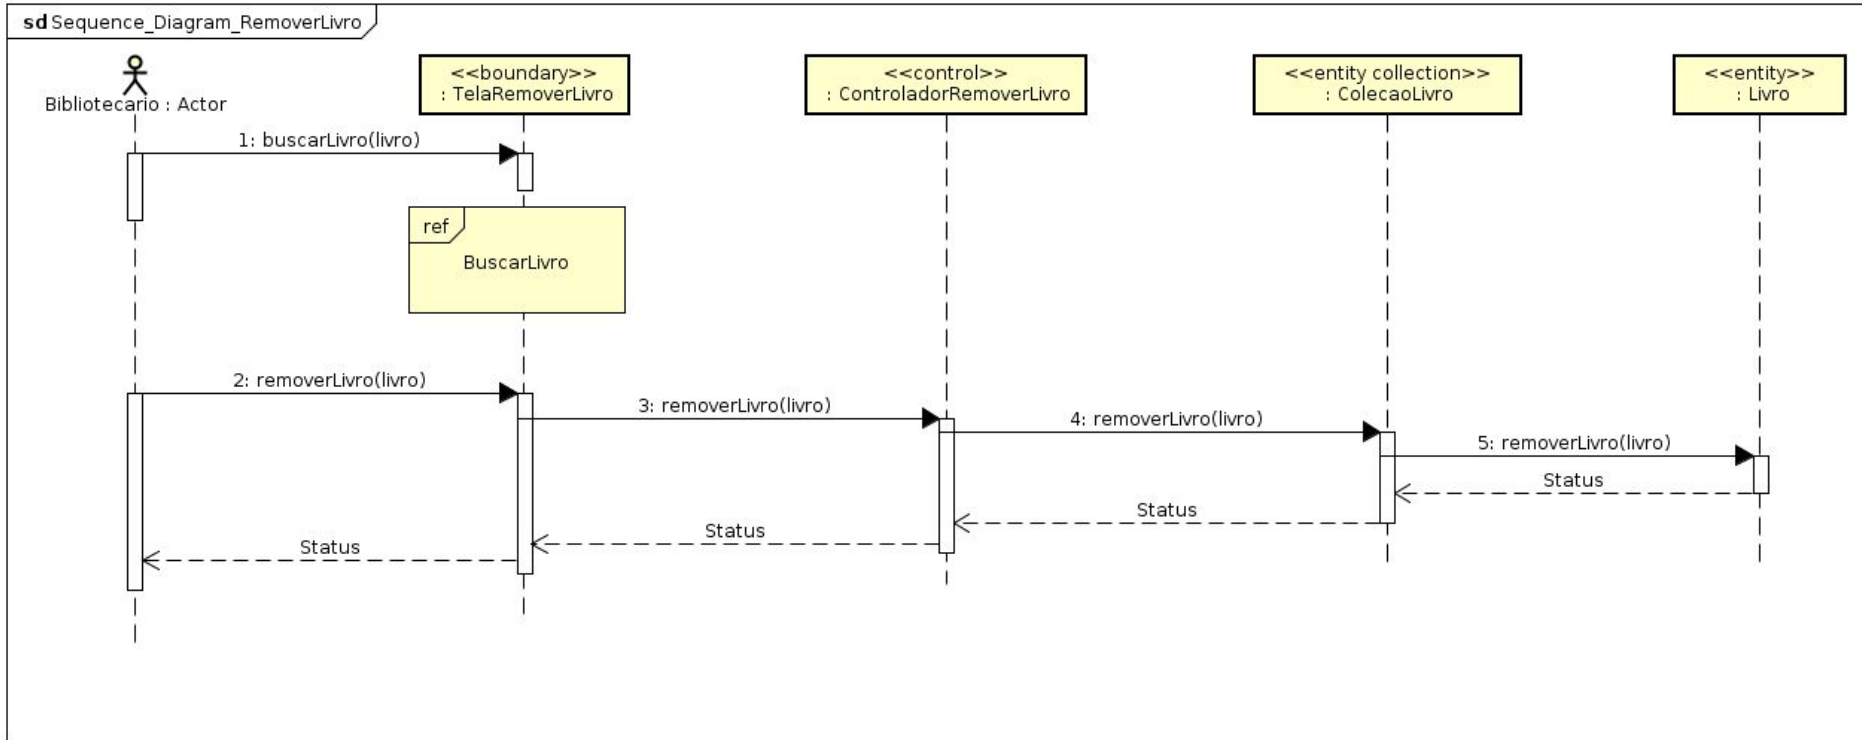 sd Sequence_Diagram_RemoverLivro
Bibliotecario : Actor
<<boundary>>
: TelaRemoverLivro
<<control>>
: ControladorRemoverLivro
<<entity collection>>
: ColecaoLivro
<<entity>>
: Livro
1: buscarLivro(livro)
ref
BuscarLivro
2: removerLivro(livro)
3: removerLivro(livro)
4: removerLivro(livro)
5: removerLivro(livro)
Status
Status
Status
Status